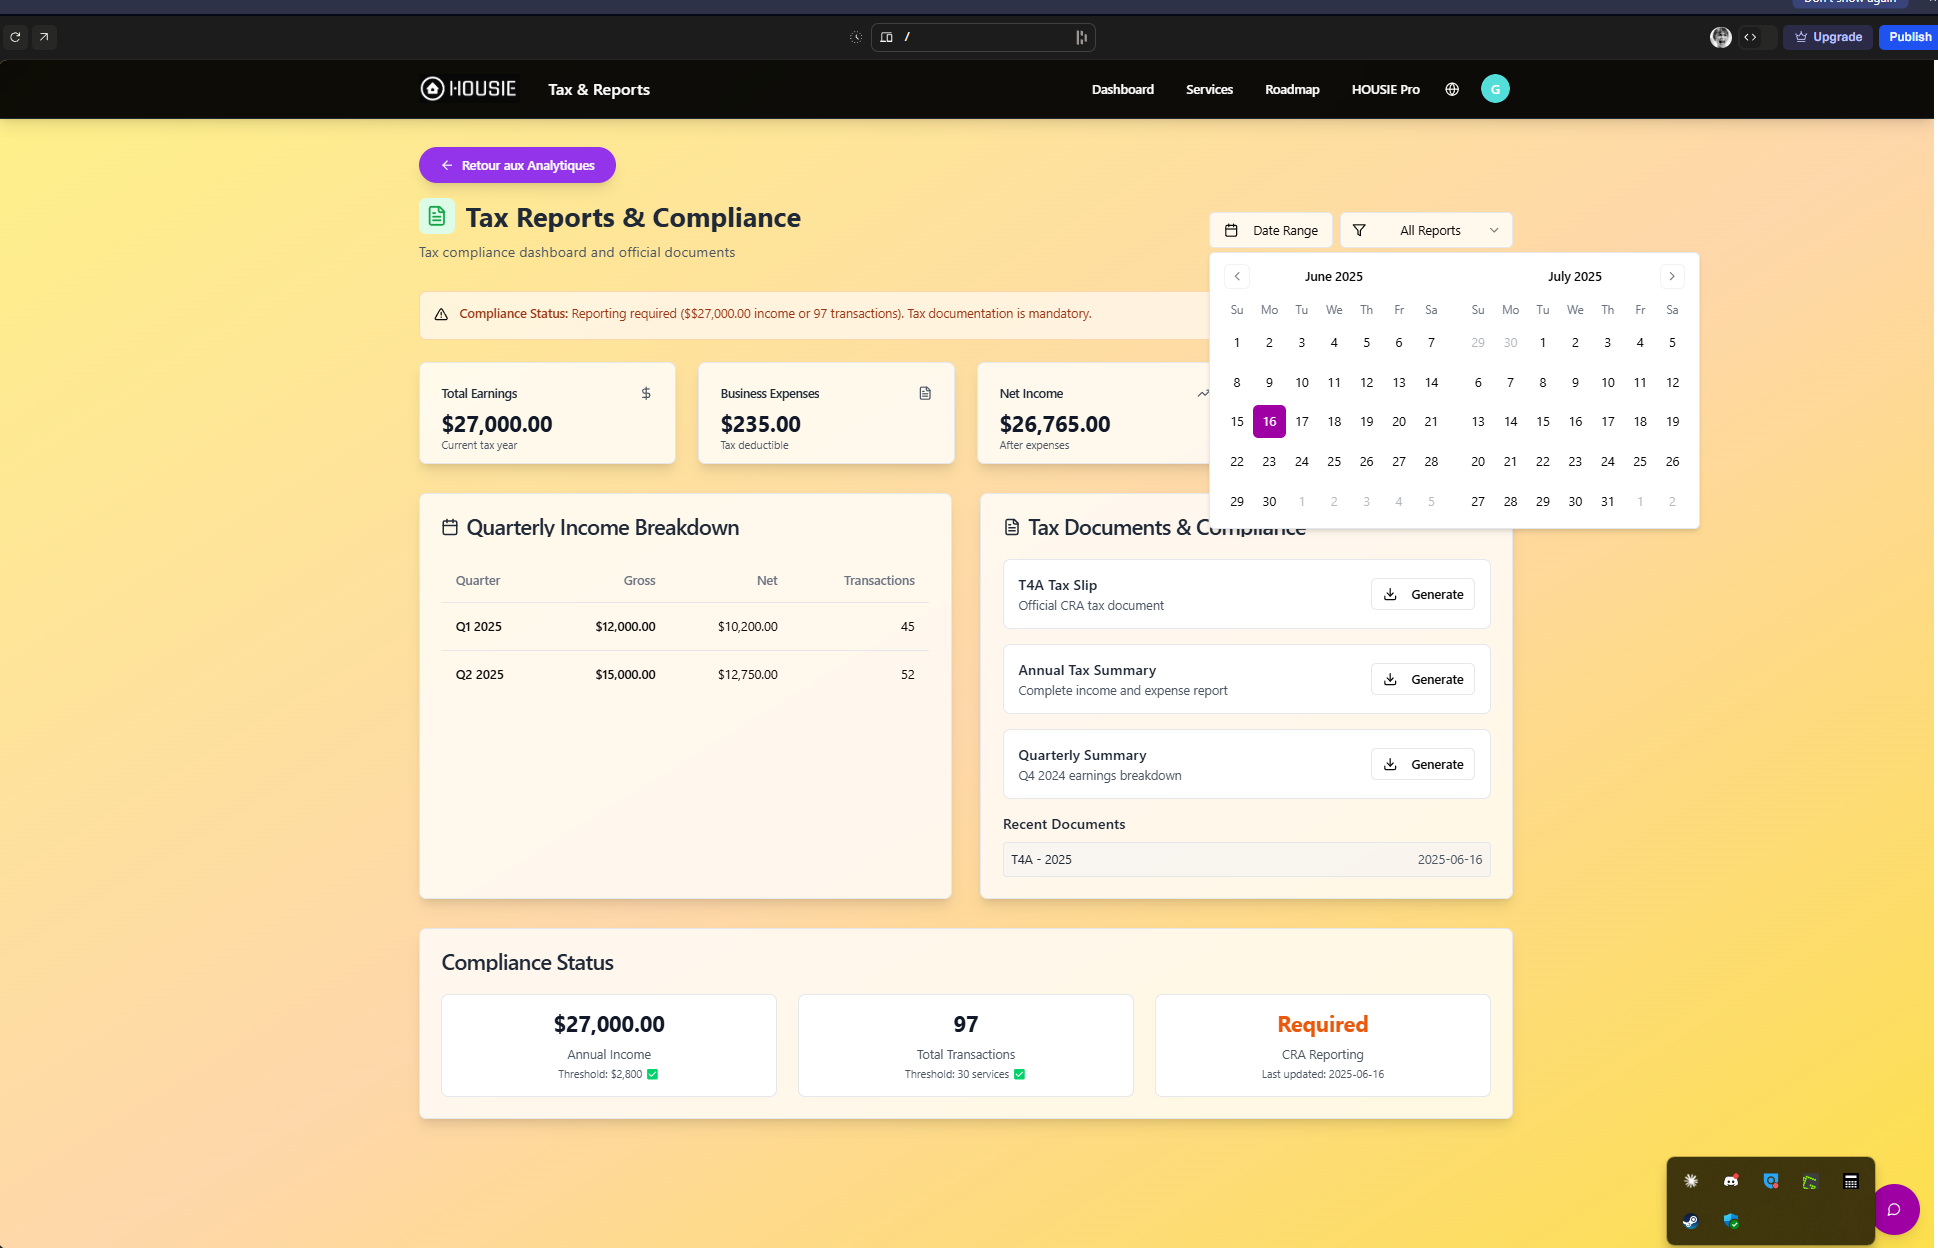 Don't show again
/
Upgrade
Publish
HOUSIE
Tax & Reports
Dashboard
Services
Roadmap
HOUSIE Pro
G
Retour aux Analytiques
Tax Reports & Compliance
Tax compliance dashboard and official documents
Date Range
All Reports
June 2025
Su Mo Tu We Th Fr Sa
1 2 3 4 5 6 7
8 9 10 11 12 13 14
15 16 17 18 19 20 21
22 23 24 25 26 27 28
29 30 1 2 3 4 5
July 2025
Su Mo Tu We Th Fr Sa
29 30 1 2 3 4 5
6 7 8 9 10 11 12
13 14 15 16 17 18 19
20 21 22 23 24 25 26
27 28 29 30 31 1 2
Compliance Status: Reporting required ($$27,000.00 income or 97 transactions). Tax documentation is mandatory.
Total Earnings
$27,000.00
Current tax year
Business Expenses
$235.00
Tax deductible
Net Income
$26,765.00
After expenses
Quarterly Income Breakdown
Quarter Gross Net Transactions
Q1 2025 $12,000.00 $10,200.00 45
Q2 2025 $15,000.00 $12,750.00 52
Tax Documents & Compliance
T4A Tax Slip
Official CRA tax document
Generate
Annual Tax Summary
Complete income and expense report
Generate
Quarterly Summary
Q4 2024 earnings breakdown
Generate
Recent Documents
T4A - 2025 2025-06-16
Compliance Status
$27,000.00
Annual Income
Threshold: $2,800 ✅
97
Total Transactions
Threshold: 30 services ✅
Required
CRA Reporting
Last updated: 2025-06-16